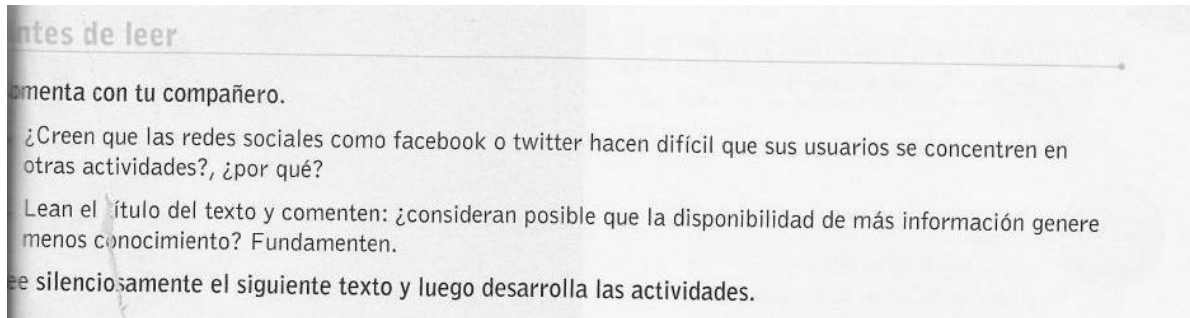 ntes de leer
omenta con tu compañero.
¿Creen que las redes sociales como facebook o twitter hacen difícil que sus usuarios se concentren en
otras actividades?, ¿por qué?
Lean el título del texto y comenten: ¿consideran posible que la disponibilidad de más información genere
menos conocimiento? Fundamenten.
ee silenciosamente el siguiente texto y luego desarrolla las actividades.